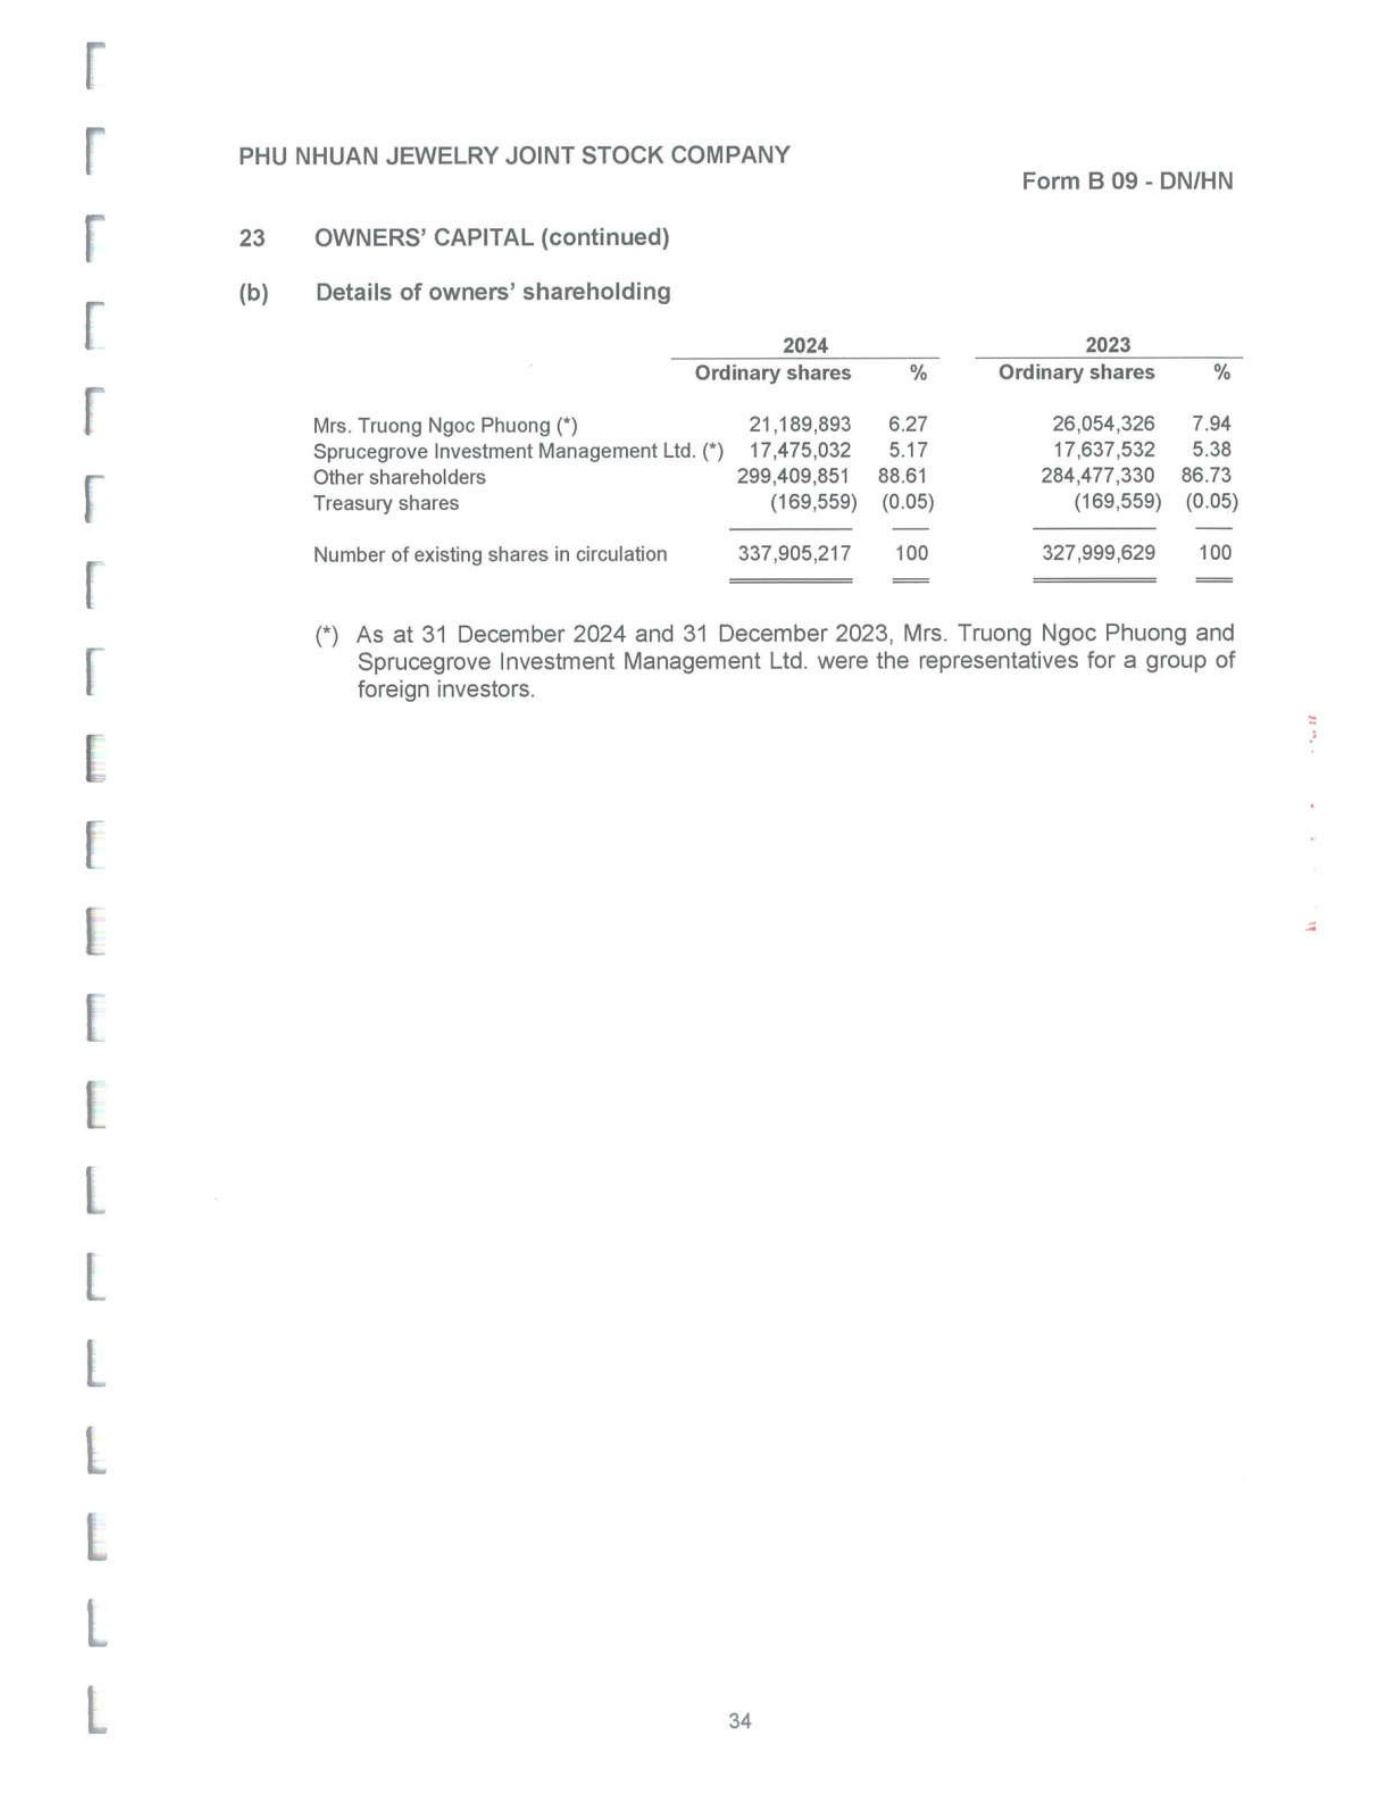 PHU NHUAN JEWELRY JOINT STOCK COMPANY
Form B 09 - DN/HN
23 OWNERS' CAPITAL (continued)
(b) Details of owners' shareholding
2024 2023
Ordinary shares % Ordinary shares %
Mrs. Truong Ngoc Phuong (*) 21,189,893 6.27 26,054,326 7.94
Sprucegrove Investment Management Ltd. (*) 17,475,032 5.17 17,637,532 5.38
Other shareholders 299,409,851 88.61 284,477,330 86.73
Treasury shares (169,559) (0.05) (169,559) (0.05)
Number of existing shares in circulation 337,905,217 100 327,999,629 100
(*) As at 31 December 2024 and 31 December 2023, Mrs. Truong Ngoc Phuong and
Sprucegrove Investment Management Ltd. were the representatives for a group of
foreign investors.
34